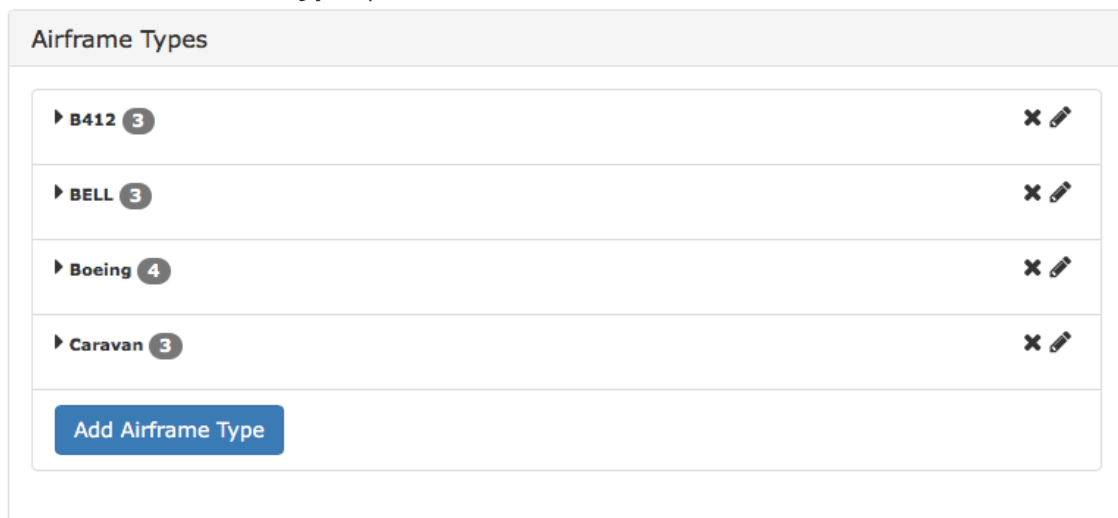 Airframe Types
B412 3
BELL 3
Boeing 4
Caravan 3
Add Airframe Type